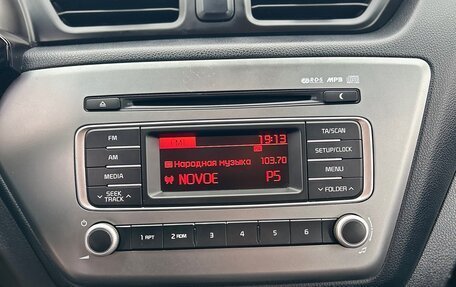 RDS MP3
FM
AM
MEDIA
SEEK
TRACK
FM1 19:13
Народная музыка 103.70
NOVOE P5
TA/SCAN
SETUP/CLOCK
MENU
FOLDER
1 RPT 2 RDM 3 4 5 6